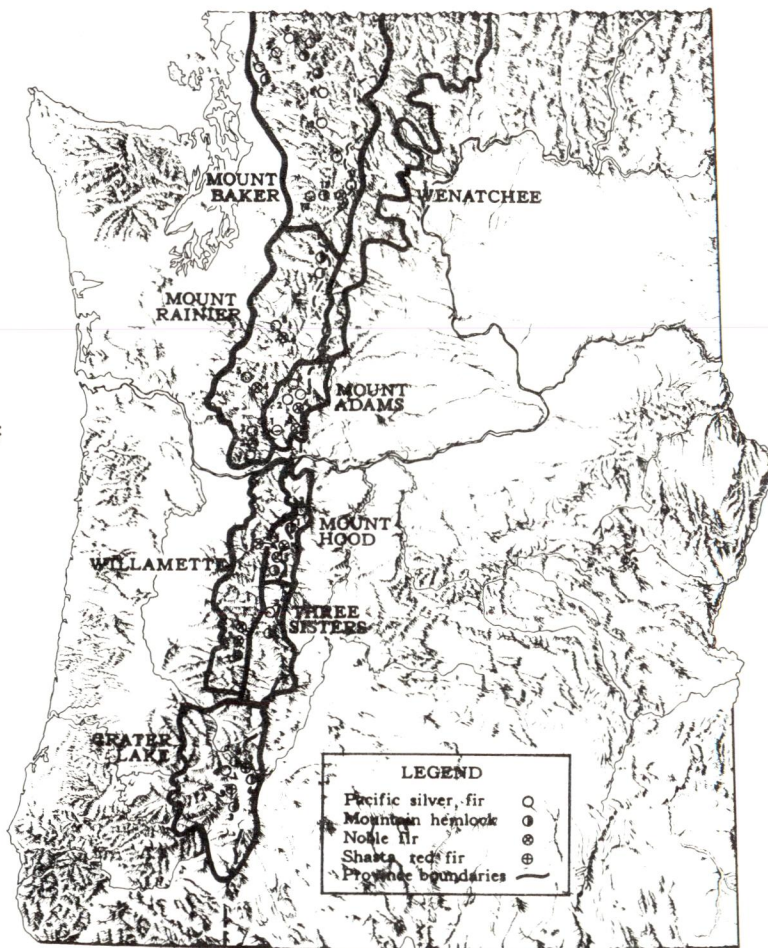 MOUNT
BAKER
WENATCHEE
MOUNT
RAINIER
MOUNT
ADAMS
MOUNT
HOOD
WILLAMETTE
THREE
SISTERS
CRATER
LAKE
LEGEND
Pacific silver fir
Mountain hemlock
Noble fir
Shasta red fir
Province boundaries